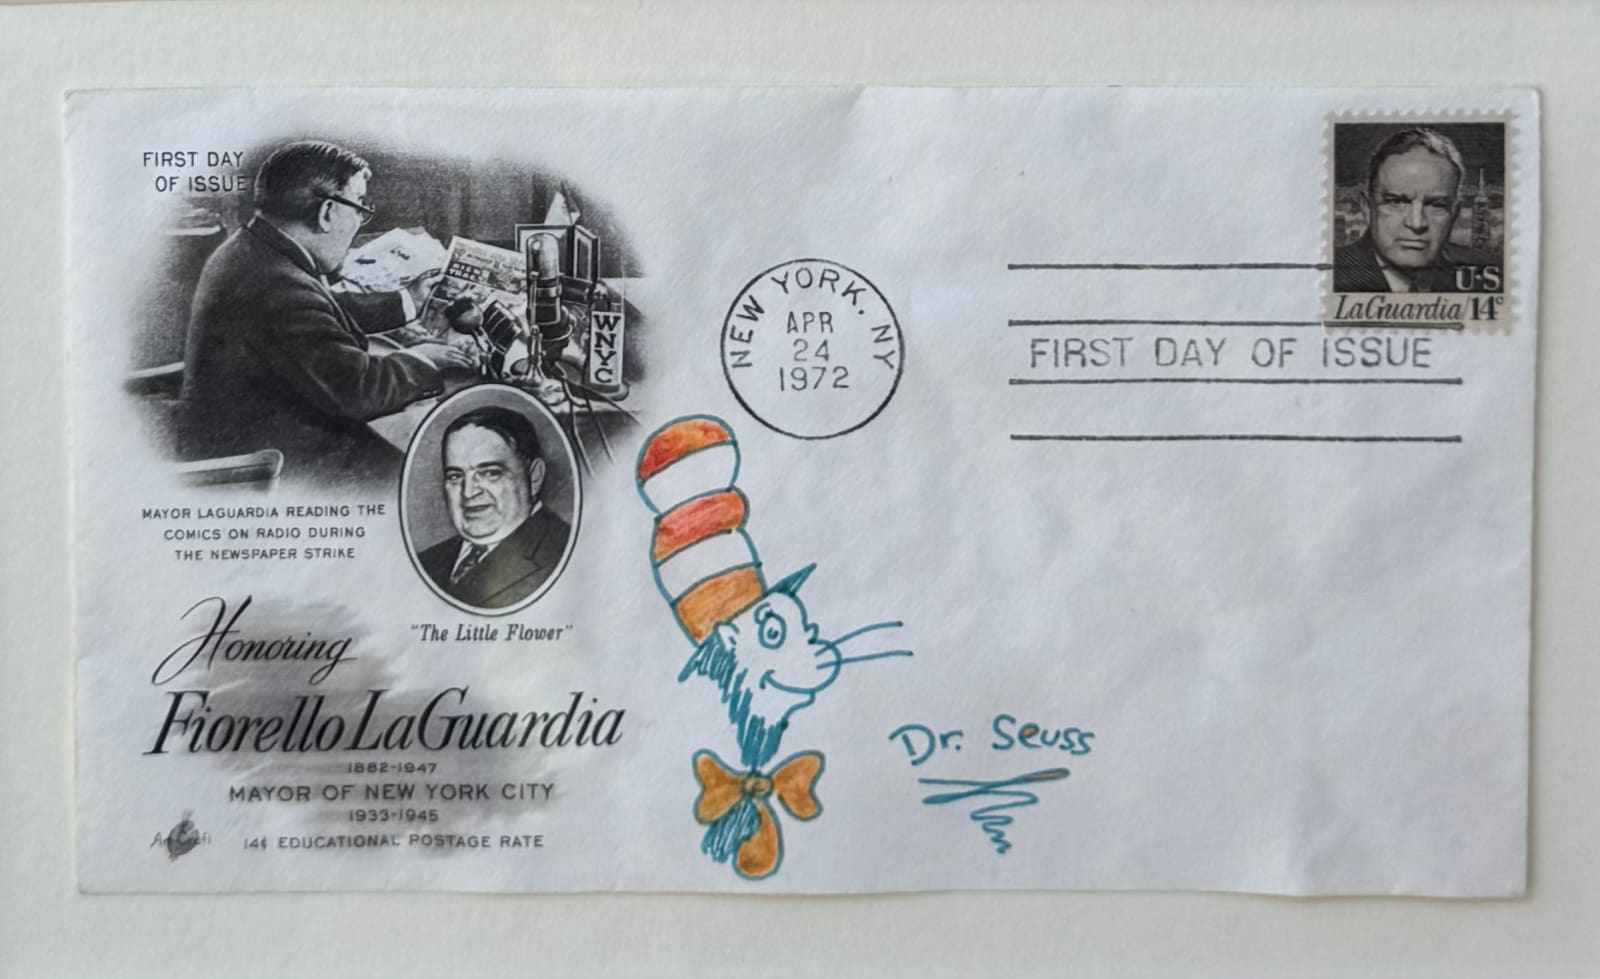 FIRST DAY
OF ISSUE
WNYC
MAYOR LAGUARDIA READING THE
COMICS ON RADIO DURING
THE NEWSPAPER STRIKE
"The Little Flower"
Honoring
Fiorello LaGuardia
1882-1947
MAYOR OF NEW YORK CITY
1933-1945
14¢ EDUCATIONAL POSTAGE RATE
ArtCraft
NEW YORK. NY
APR
24
1972
U·S
LaGuardia/14c
FIRST DAY OF ISSUE
Dr. Seuss